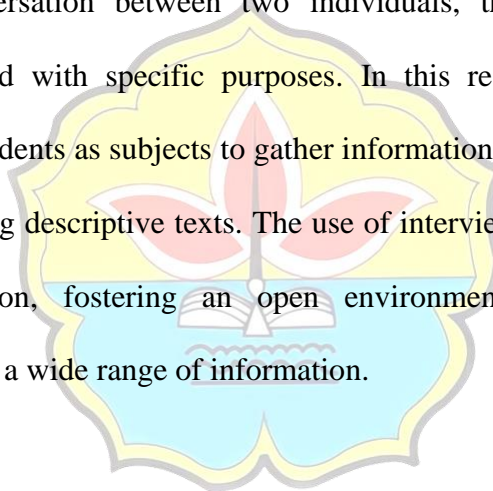 ersation between two individuals, t
d with specific purposes. In this re
dents as subjects to gather information
g descriptive texts. The use of intervie
on, fostering an open environmen
a wide range of information.